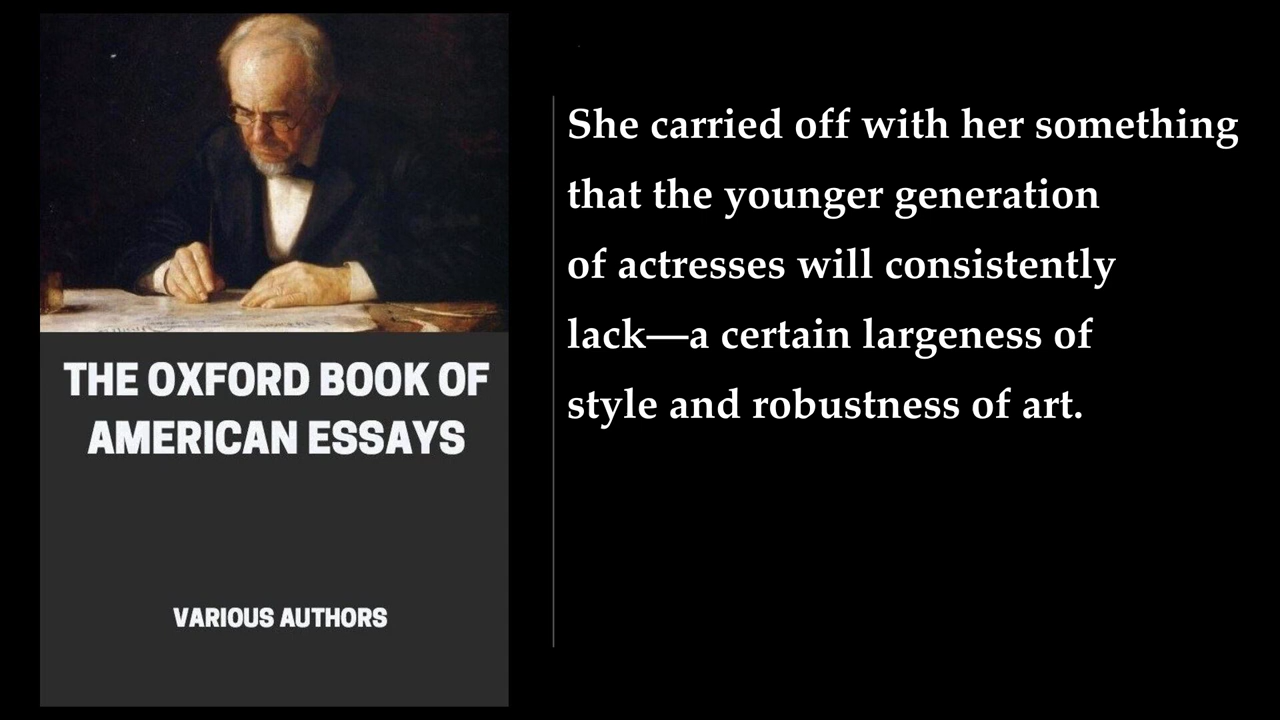 THE OXFORD BOOK OF
AMERICAN ESSAYS
VARIOUS AUTHORS
She carried off with her something
that the younger generation
of actresses will consistently
lack—a certain largeness of
style and robustness of art.